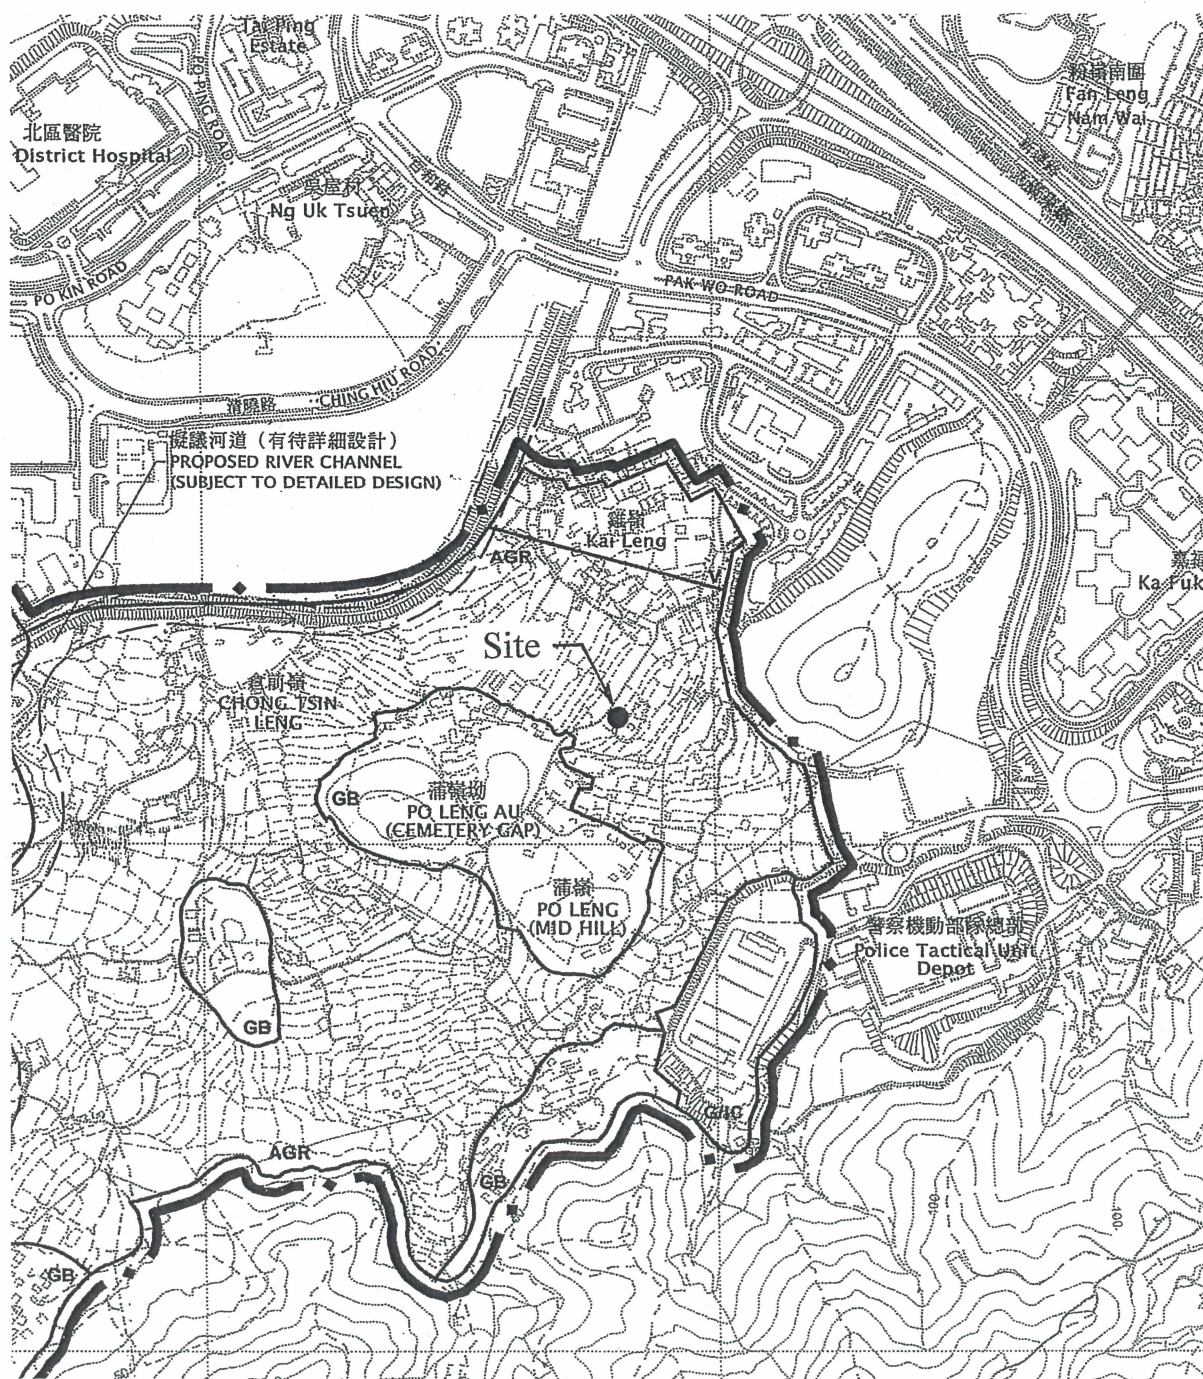 Tai Ping
Estate
PO PING ROAD
粉嶺南圍
Fan Leng
Nam Wai
北區醫院
District Hospital
吳屋村
Ng Uk Tsuen
百和路
PO KIN ROAD
PAK WO ROAD
清曉路
CHING HIU ROAD
擬議河道（有待詳細設計）
PROPOSED RIVER CHANNEL
(SUBJECT TO DETAILED DESIGN)
雞嶺
Kai Leng
AGR
嘉福
Ka Fuk
Site
倉前嶺
CHONG TSIN
LENG
GB
蒲嶺坳
PO LENG AU
(CEMETERY GAP)
蒲嶺
PO LENG
(MID HILL)
警察機動部隊總部
Police Tactical Unit
Depot
GB
G/IC
AGR
GB
GB
100